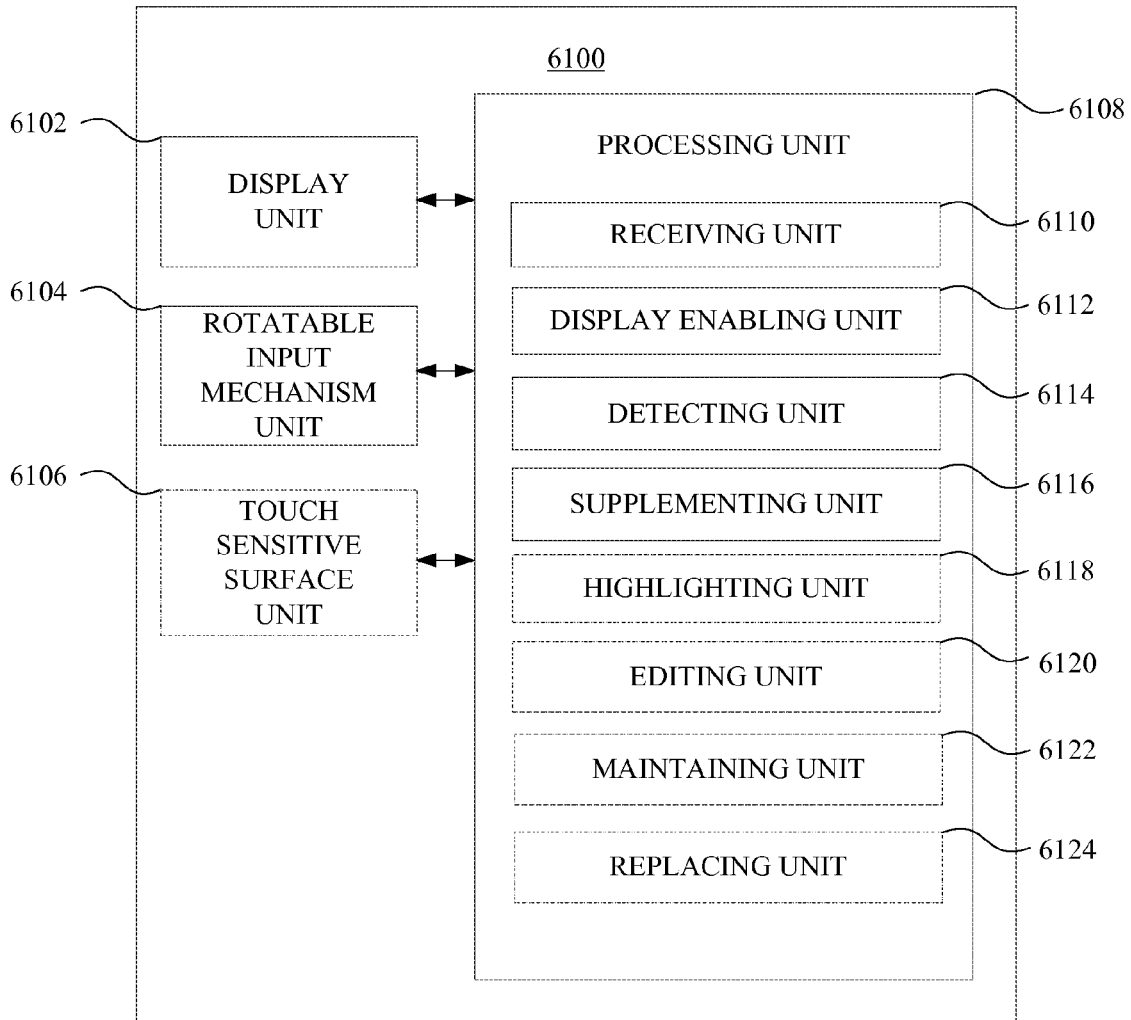 6100
6102
DISPLAY
UNIT
6104
ROTATABLE
INPUT
MECHANISM
UNIT
6106
TOUCH
SENSITIVE
SURFACE
UNIT
6108
PROCESSING UNIT
RECEIVING UNIT
6110
DISPLAY ENABLING UNIT
6112
DETECTING UNIT
6114
SUPPLEMENTING UNIT
6116
HIGHLIGHTING UNIT
6118
EDITING UNIT
6120
MAINTAINING UNIT
6122
REPLACING UNIT
6124